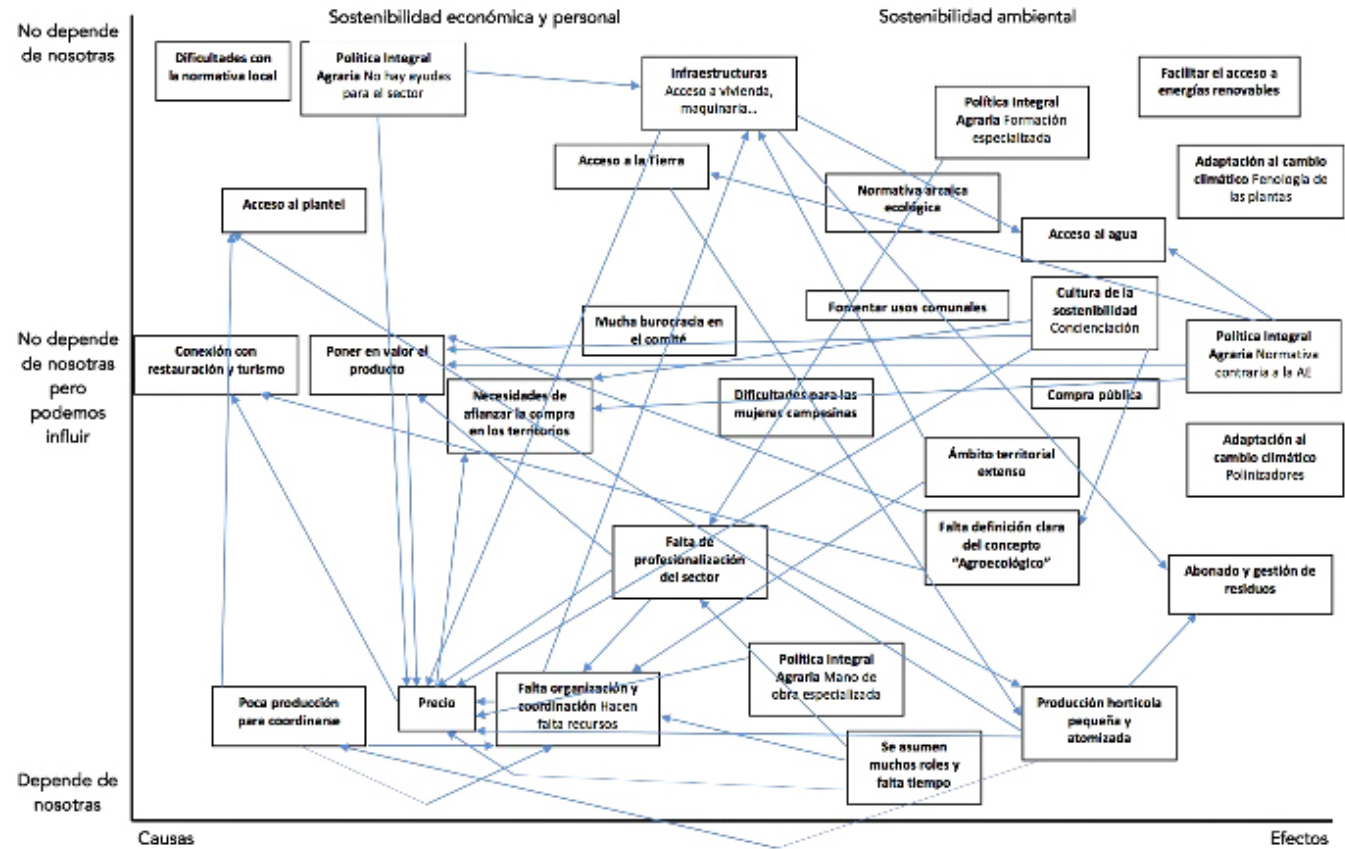 Sostenibilidad económica y personal
Sostenibilidad ambiental
No depende
de nosotras
Dificultades con
la normativa local
Política Integral
Agraria No hay ayudas
para el sector
Infraestructuras
Acceso a vivienda,
maquinaria...
Política Integral
Agraria Formación
especializada
Facilitar el acceso a
energías renovables
Acceso a la Tierra
Normativa arcaica
ecológica
Adaptación al cambio
climático Fenología de
las plantas
Acceso al plantel
Acceso al agua
No depende
de nosotras
pero
podemos
influir
Conexión con
restauración y turismo
Poner en valor el
producto
Mucha burocracia en
el comité
Fomentar usos comunales
Cultura de la
sostenibilidad
Concienciación
Política Integral
Agraria Normativa
contraria a la AE
Necesidades de
afianzar la compra
en los territorios
Dificultades para las
mujeres campesinas
Compra pública
Ámbito territorial
extenso
Adaptación al
cambio climático
Polinizadores
Falta de
profesionalización
del sector
Falta definición clara
del concepto
“Agroecológico”
Abonado y gestión de
residuos
Depende de
nosotras
Poca producción
para coordinarse
Precio
Falta organización y
coordinación Hacen
falta recursos
Política Integral
Agraria Mano de
obra especializada
Se asumen
muchos roles y
falta tiempo
Producción hortícola
pequeña y
atomizada
Causas
Efectos